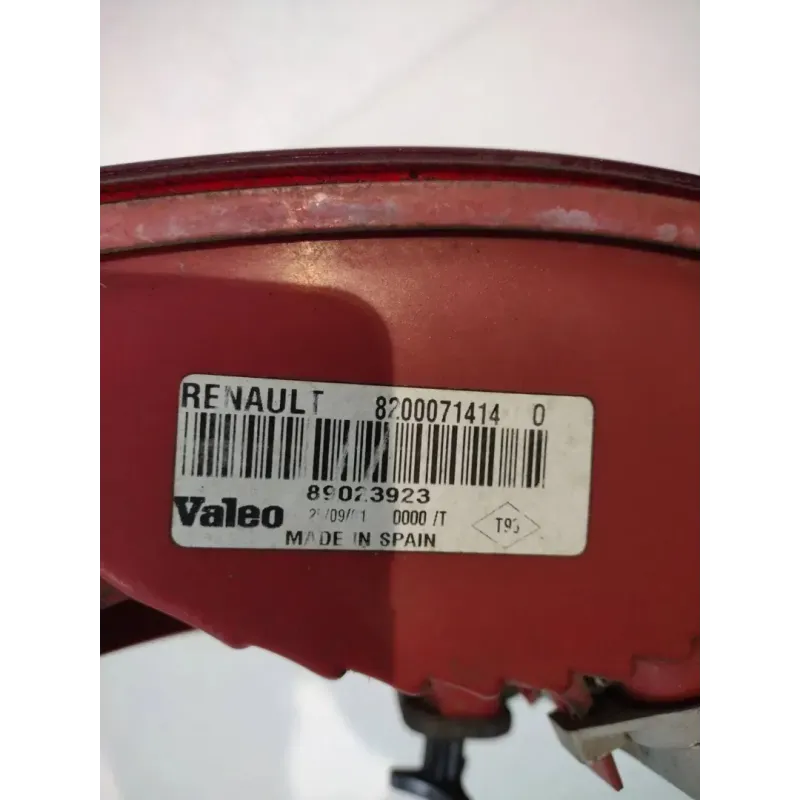 RENAULT 8200071414 0
89023923
Valeo 0000 /T
MADE IN SPAIN